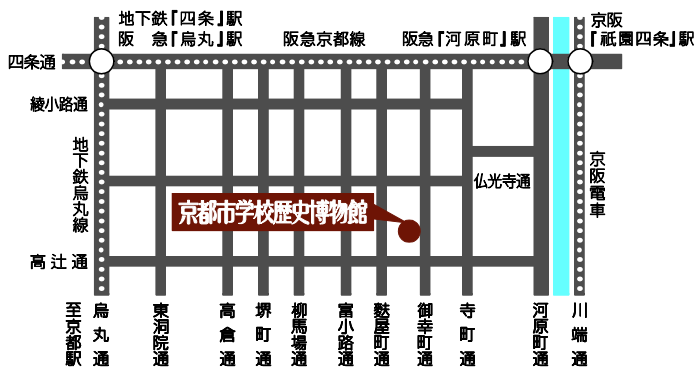 地下鉄『四条』駅
阪 急『烏丸』駅
阪急京都線
阪急『河原町』駅
京阪
『祇園四条』駅
四条通
綾小路通
地下鉄烏丸線
仏光寺通
京阪電車
京都市学校歴史博物館
高辻通
至京都駅
烏丸通
東洞院通
高倉通
堺町通
柳馬場通
富小路通
麩屋町通
御幸町通
寺町通
河原町通
川端通